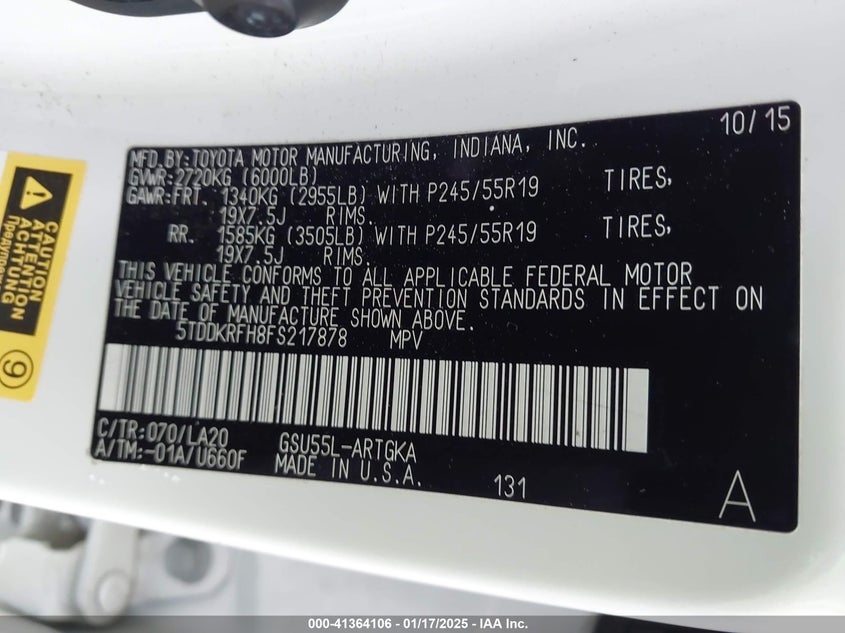 10/15
MFD.BY:TOYOTA MOTOR MANUFACTURING, INDIANA, INC.
GVWR:2720KG (6000LB)
GAWR:FRT. 1340KG (2955LB) WITH P245/55R19 TIRES,
19X7.5J RIMS.
RR. 1585KG (3505LB) WITH P245/55R19 TIRES,
19X7.5J RIMS.
THIS VEHICLE CONFORMS TO ALL APPLICABLE FEDERAL MOTOR
VEHICLE SAFETY AND THEFT PREVENTION STANDARDS IN EFFECT ON
THE DATE OF MANUFACTURE SHOWN ABOVE.
5TDDKRFH8FS217878 MPV
C/TR:070/LA20 GSU55L-ARTGKA
A/TM:-01A/U660F MADE IN U.S.A.
131
A
CAUTION
ATTENTION
ACHTUNG
9
000-41364106 - 01/17/2025 - IAA Inc.